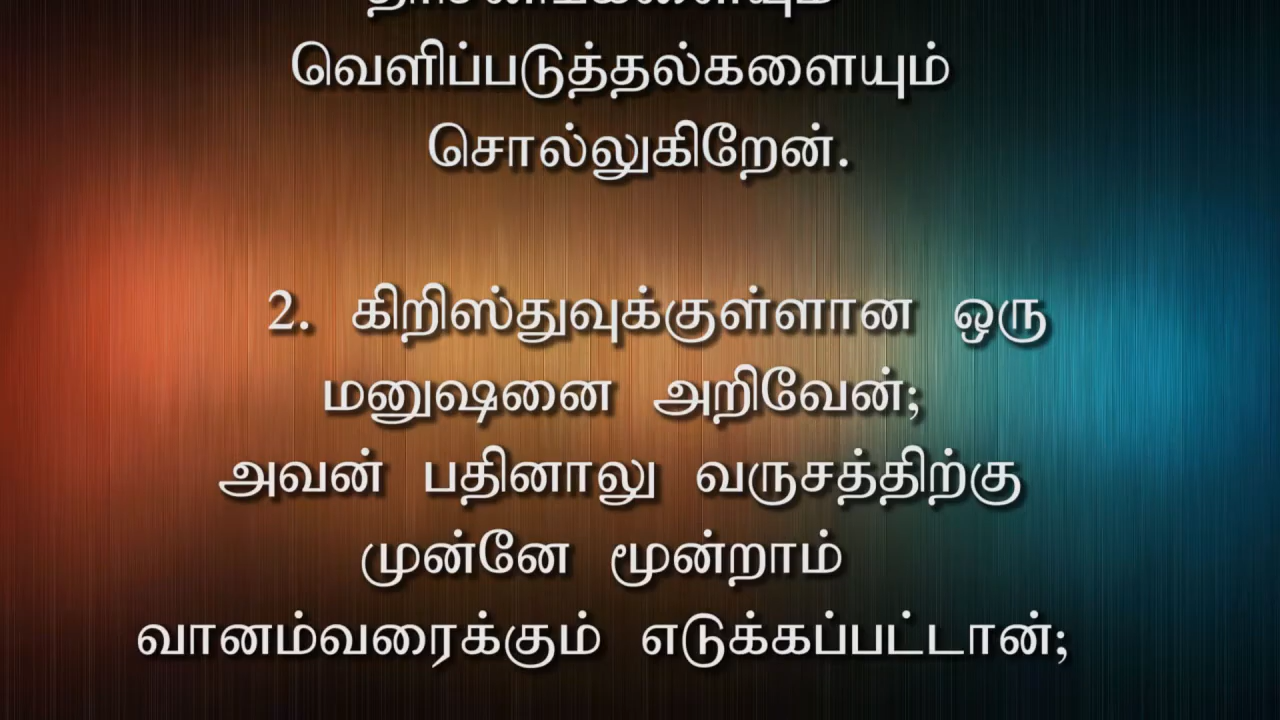 வெளிப்படுத்தல்களையும்
சொல்லுகிறேன்.
2. கிறிஸ்துவுக்குள்ளான ஒரு
மனுஷனை அறிவேன்;
அவன் பதினாலு வருசத்திற்கு
முன்னே மூன்றாம்
வானம்வரைக்கும் எடுக்கப்பட்டான்;